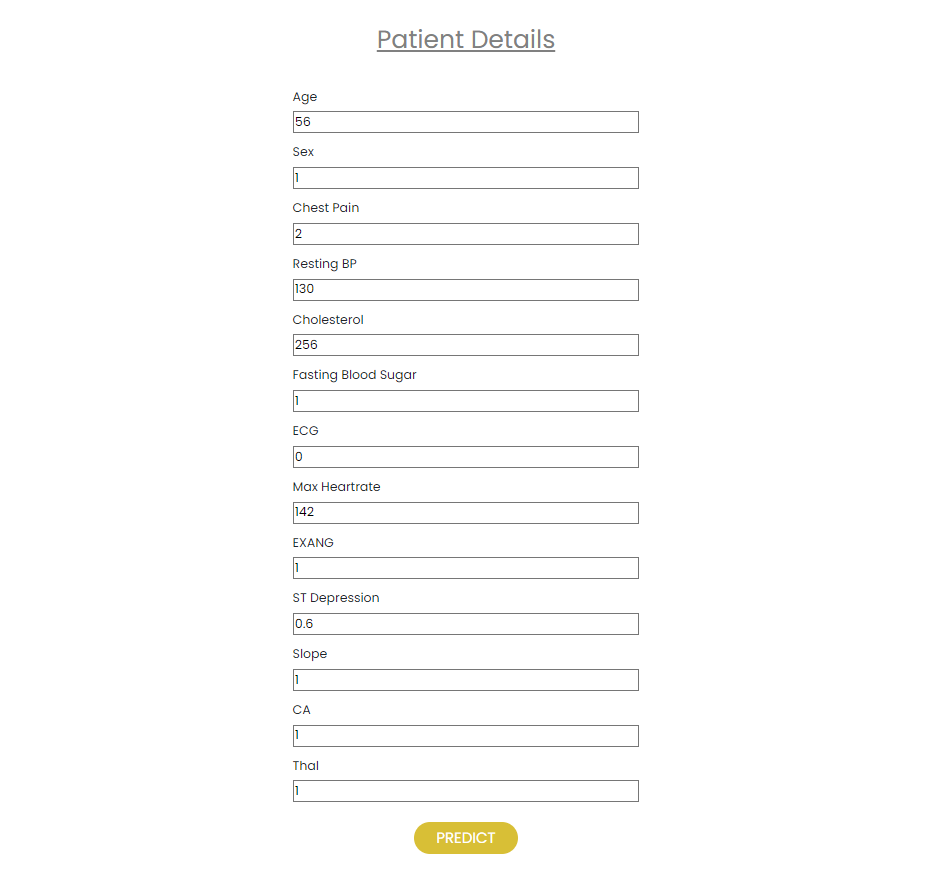 Patient Details
Age
56
Sex
1
Chest Pain
2
Resting BP
130
Cholesterol
256
Fasting Blood Sugar
1
ECG
0
Max Heartrate
142
EXANG
1
ST Depression
0.6
Slope
1
CA
1
Thal
1
PREDICT